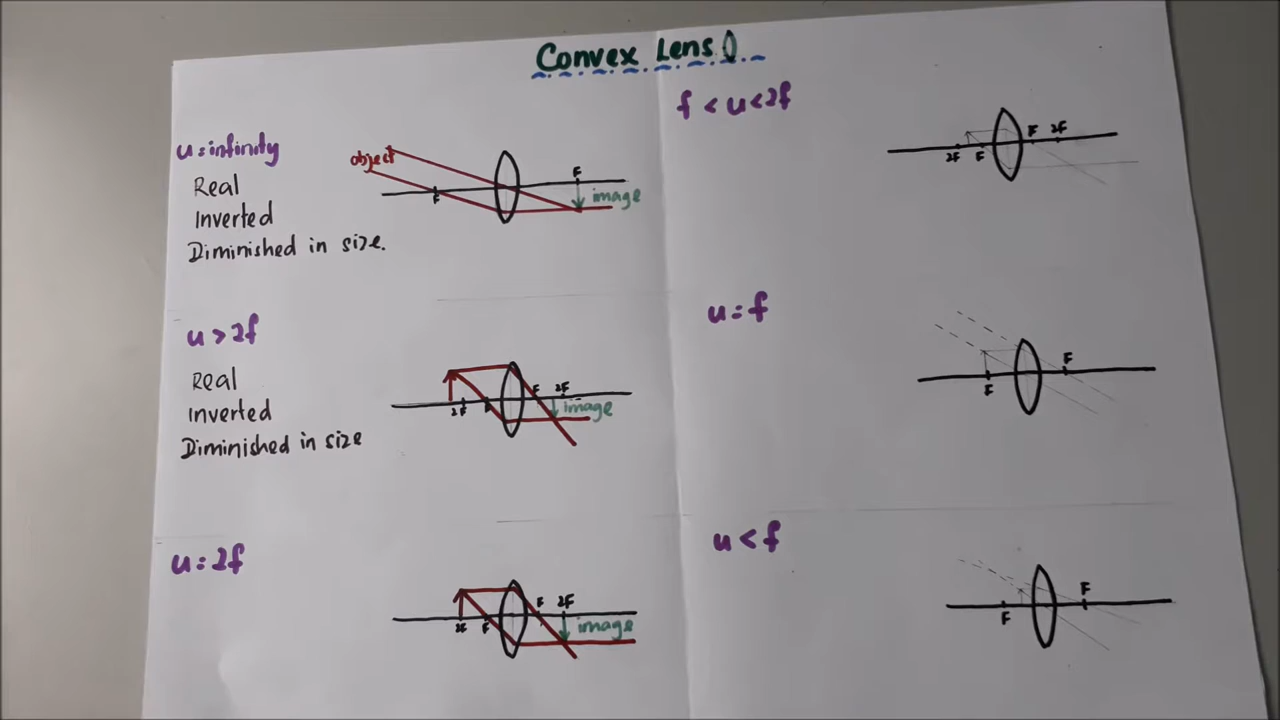 Convex Lens
u = infinity
Real
Inverted
Diminished in size.
object
F
F
image
u > 2f
Real
Inverted
Diminished in size
2F
F
F
2F
image
u = 2f
2F
F
F
2F
image
f < u < 2f
2F
F
F
2F
u = f
F
F
u < f
F
F